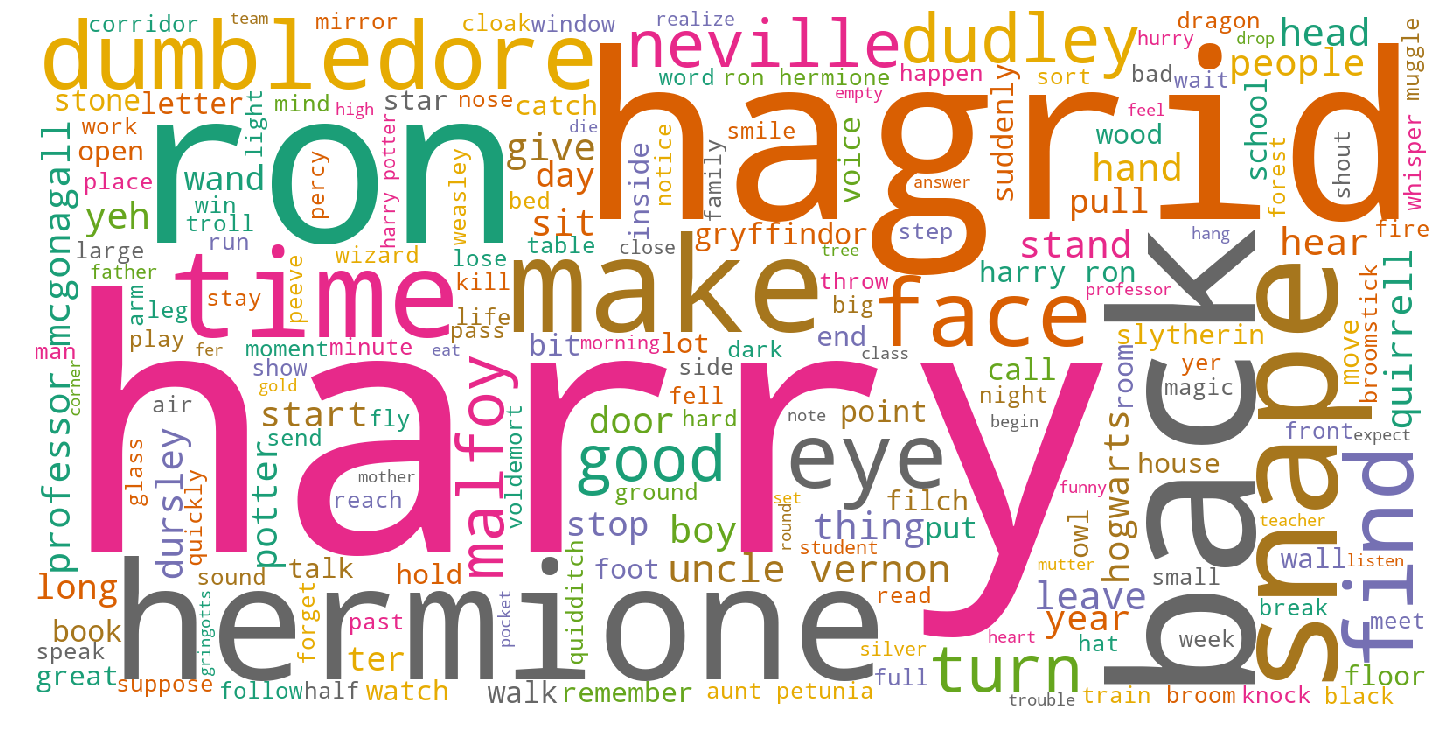 corridor
team
mirror
cloak
window
realize
dragon
hurry
drop
head
muggle
dumbledore
neville
dudley
people
stone
letter
mind
high
star
nose
catch
word
ron hermione
happen
empty
sort
bad
wait
hagrid
work
light
ron
die
give
smile
voice
suddenly
feel
wood
school
shout
whisper
open
place
wand
percy
harry potter
weasley
day
inside
notice
family
answer
hand
forest
yeh
win
troll
bed
sit
pull
professor mcgonagall
run
table
close
gryffindor
step
tree
stand
hang
hear
fire
large
father
time
wizard
peeve
lose
kill
make
throw
harry ron
professor
face
back
snape
quirrell
arm
leg
stay
life
pass
big
broomstick
man
play
fer
moment
minute
eat
bit
morning
lot
dark
end
class
slytherin
move
corner
show
gold
malfoy
side
fell
call
yer
room
magic
harry
air
start
fly
door
hard
note
point
night
begin
front
expect
find
glass
dursley
quickly
potter
send
mother
reach
voldemort
good
ground
eye
set
filch
funny
hogwarts
house
stop
boy
round
thing
put
owl
teacher
student
mutter
wall
listen
long
sound
talk
hold
quidditch
foot
uncle vernon
read
leave
small
hermione
book
forget
past
pocket
year
break
meet
speak
gringotts
ter
heart
hat
week
great
suppose
follow
half
watch
walk
remember
aunt petunia
silver
full
turn
trouble
train
broom
knock
black
floor